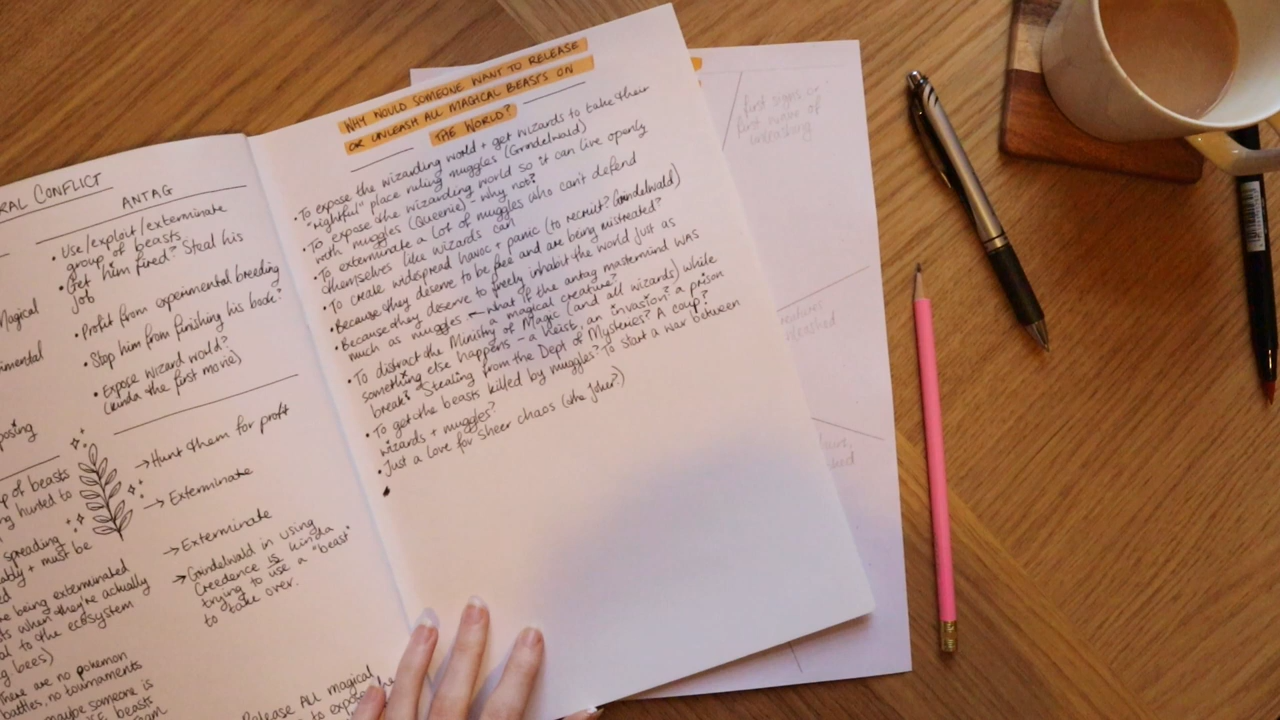 RAL CONFLICT
ANTAG
• Use/exploit/exterminate
group of beasts
• Get him fired? Steal his
job
Magical
• Profit from experimental breeding
imental
• Stop him from finishing his book?
• Expose wizard world?
(kinda the first movie)
posing
→ Hunt them for profit
p of beasts
g hunted to
→ Exterminate
spreading
ably + must be
→ Exterminate
→ Grindelwald in using
Credence is kinda
trying to use a "beast"
to take over.
re being exterminated
ts when they're actually
al to the ecosystem
g bees)
There are no pokemon
battles, no tournaments
maybe someone is
beasts
Release ALL magical
to expose the
WHY WOULD SOMEONE WANT TO RELEASE
OR UNLEASH ALL MAGICAL BEASTS ON
THE WORLD?
• To expose the wizarding world + get wizards to take their
"rightful" place ruling muggles (Grindelwald)
• To expose the wizarding world so it can live openly
with muggles (Queenie) - why not?
• To exterminate a lot of muggles who can't defend
themselves like wizards can
• To create widespread havoc + panic (to recruit? Grindelwald)
• Because they deserve to be free and are being mistreated?
• Because they deserve to freely inhabit the world just as
much as muggles ← what if the antag mastermind WAS
a magical creature?
• To distract the Ministry of Magic (and all wizards) while
something else happens - a heist, an invasion? a prison
break? Stealing from the Dept of Mysteries? A coup?
• To get the beasts killed by muggles? To start a war between
wizards + muggles?
• Just a love for sheer chaos (the Joker?)
•
first signs or
first number of
unleashing
creatures
unleashed